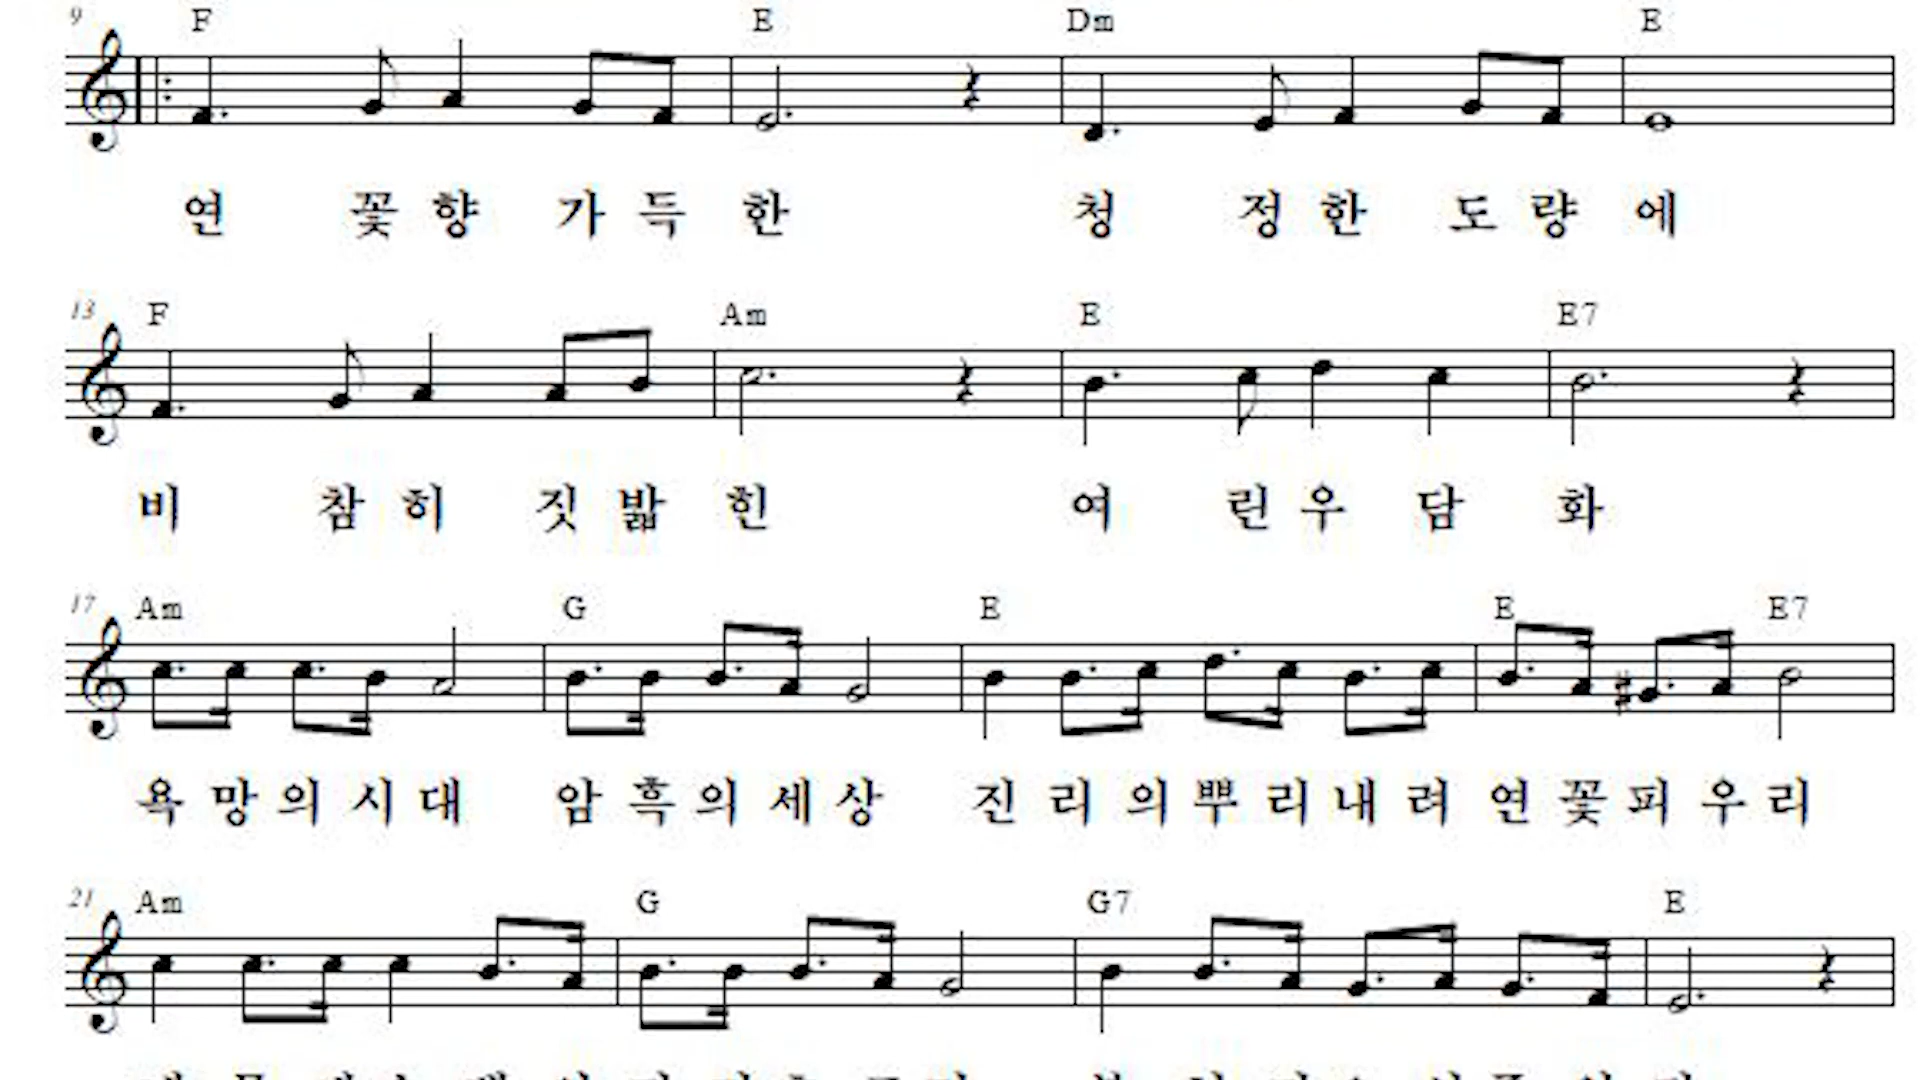 9 F E Dm E
연 꽃 향 가 득 한 청 정 한 도 량 에
13 F Am E E7
비 참 히 짓 밟 힌 여 린 우 담 화
17 Am G E E E7
욕 망 의 시 대 암 흑 의 세 상 진 리 의 뿌 리 내 려 연 꽃 피 우 리
21 Am G G7 E